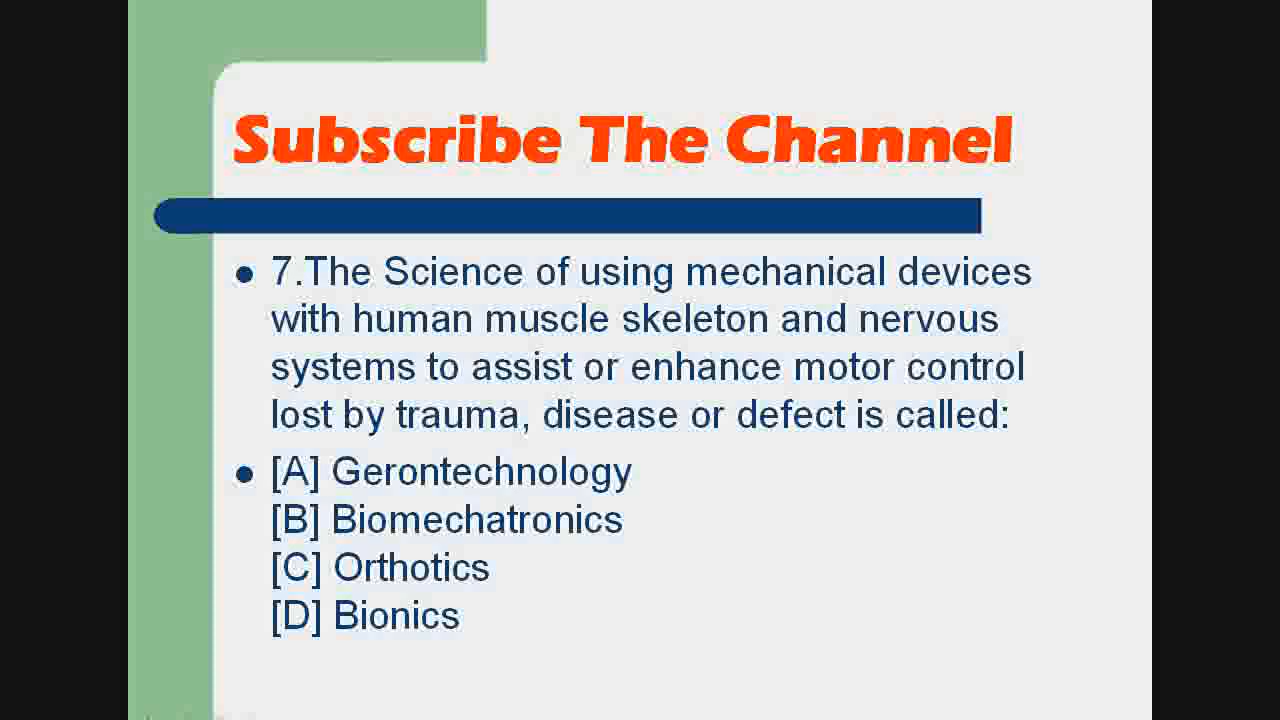 Subscribe The Channel
7.The Science of using mechanical devices
with human muscle skeleton and nervous
systems to assist or enhance motor control
lost by trauma, disease or defect is called:
[A] Gerontechnology
[B] Biomechatronics
[C] Orthotics
[D] Bionics